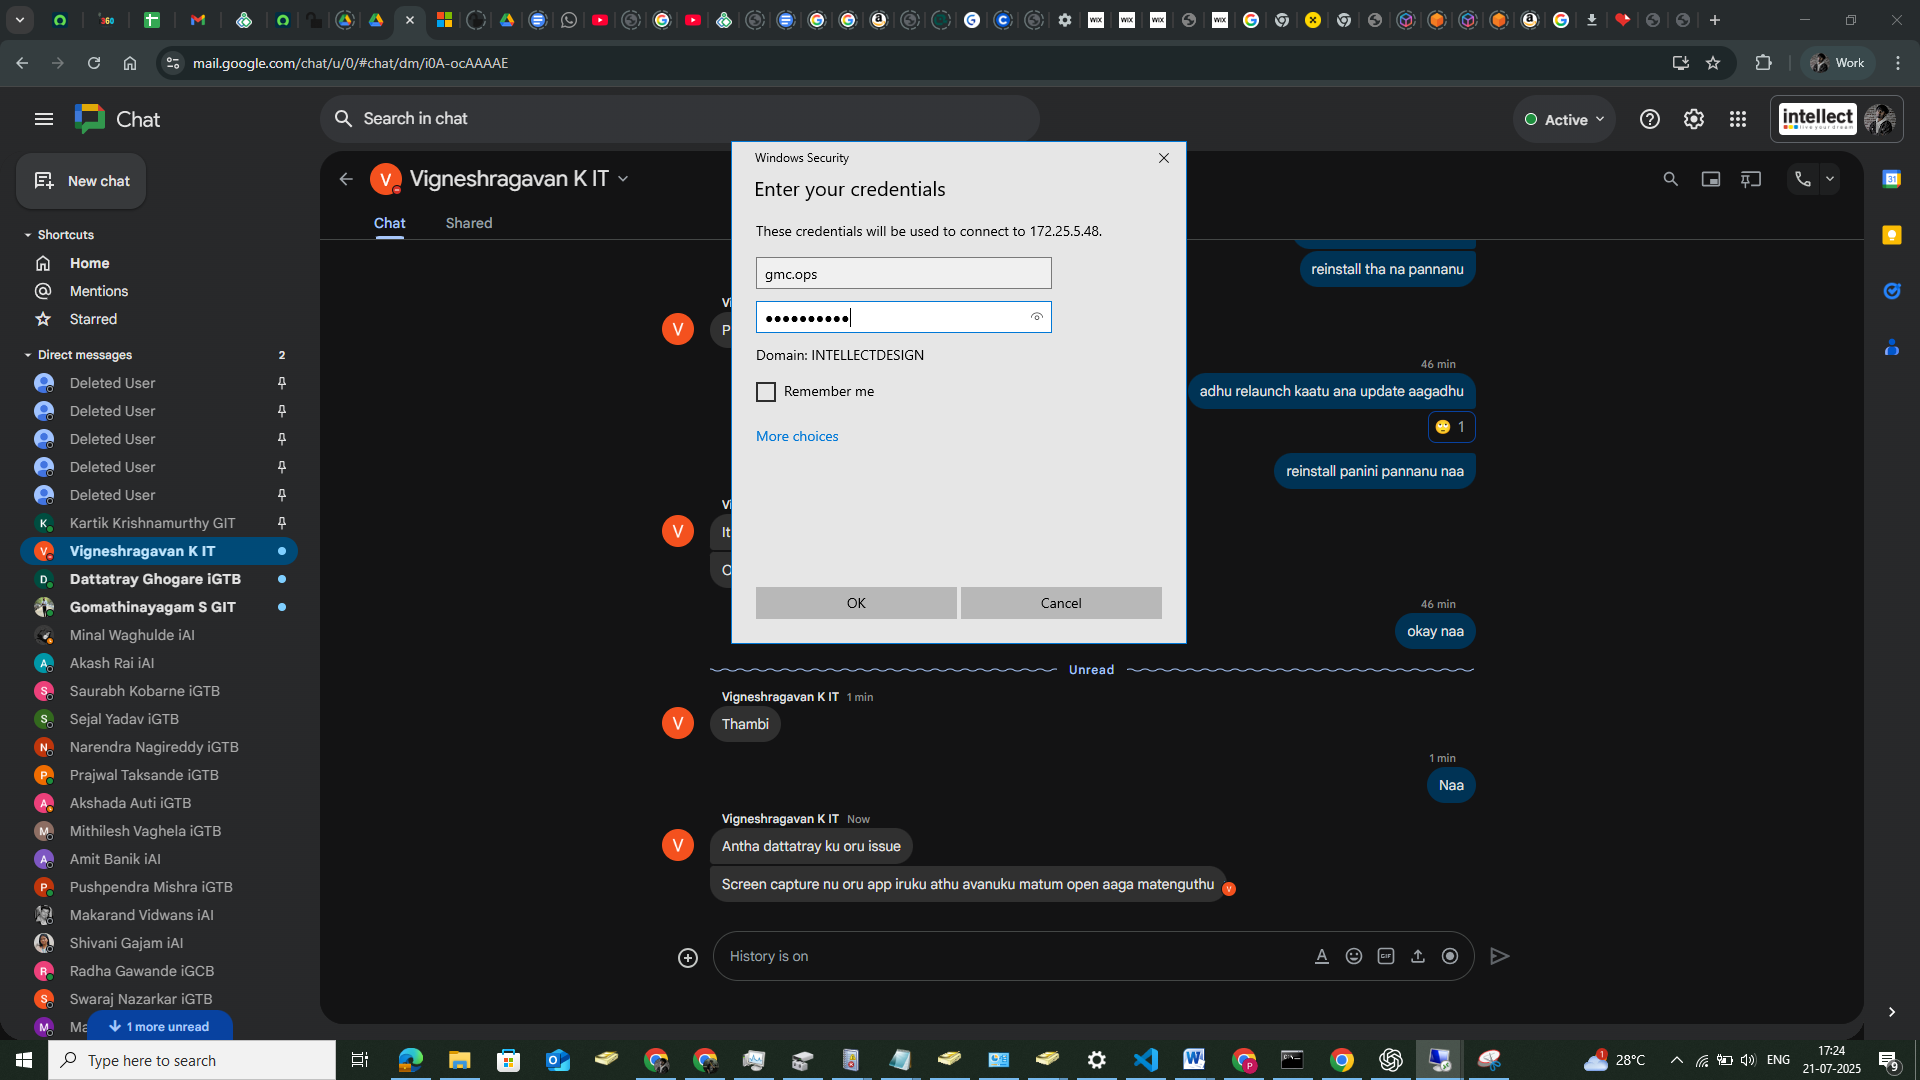 mail.google.com/chat/u/0/#chat/dm/i0A-ocAAAAE
Work
Chat
Search in chat
Active
intellect
New chat
Shortcuts
Home
Mentions
Starred
Direct messages 2
Deleted User
Deleted User
Deleted User
Deleted User
Deleted User
Kartik Krishnamurthy GIT
Vigneshragavan K IT
Dattatray Ghogare iGTB
Gomathinayagam S GIT
Minal Waghulde iAI
Akash Rai iAI
Saurabh Kobarne iGTB
Sejal Yadav iGTB
Narendra Nagireddy iGTB
Prajwal Taksande iGTB
Akshada Auti iGTB
Mithilesh Vaghela iGTB
Amit Banik iAI
Pushpendra Mishra iGTB
Makarand Vidwans iAI
Shivani Gajam iAI
Radha Gawande iGCB
Swaraj Nazarkar iGTB
Ma
1 more unread
V Vigneshragavan K IT
Chat Shared
reinstall tha na pannanu
46 min
adhu relaunch kaatu ana update aagadhu
1
reinstall panini pannanu naa
It
46 min
okay naa
Unread
Vigneshragavan K IT 1 min
Thambi
1 min
Naa
Vigneshragavan K IT Now
Antha dattatray ku oru issue
Screen capture nu oru app iruku athu avanuku matum open aaga matenguthu
History is on
Windows Security
Enter your credentials
These credentials will be used to connect to 172.25.5.48.
gmc.ops
●●●●●●●●●●
Domain: INTELLECTDESIGN
Remember me
More choices
OK Cancel
Type here to search
28°C
ENG
17:24
21-07-2025